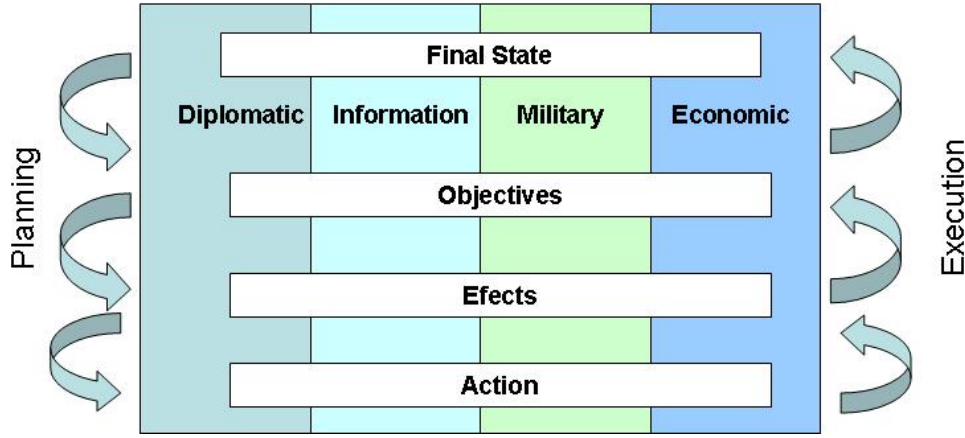 Final State
Diplomatic Information Military Economic
Objectives
Efects
Action
Planning
Execution